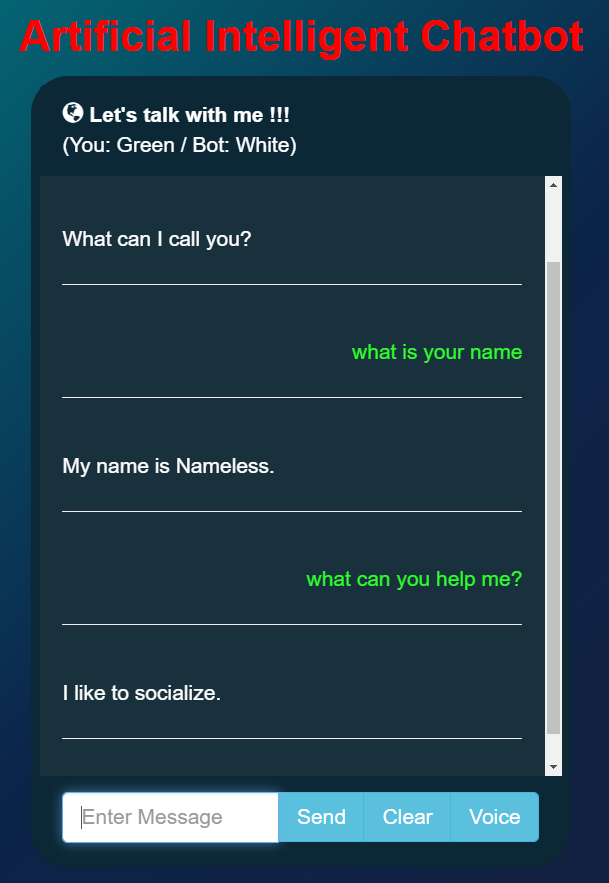 Artificial Intelligent Chatbot
Let's talk with me !!!
(You: Green / Bot: White)
What can I call you?
what is your name
My name is Nameless.
what can you help me?
I like to socialize.
Enter Message Send Clear Voice